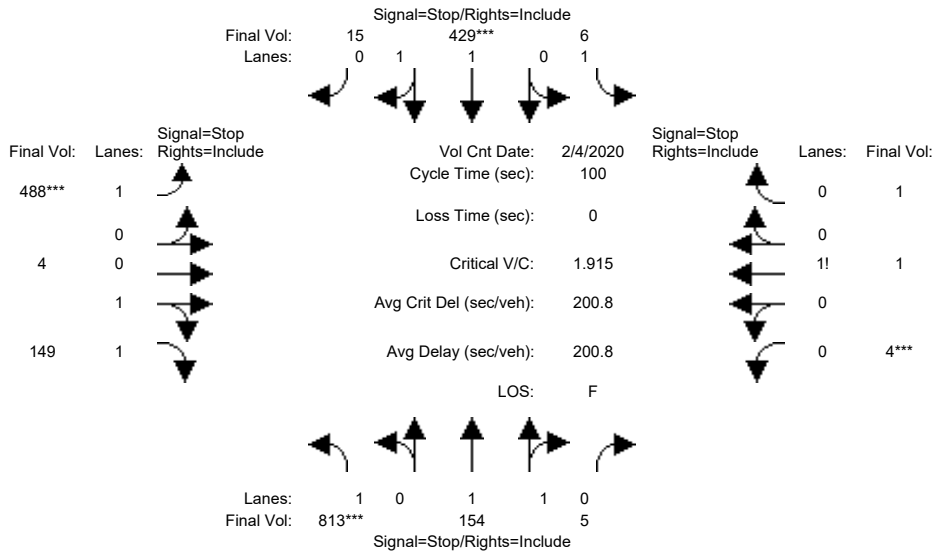 Signal=Stop/Rights=Include
Final Vol: 15 429*** 6
Lanes: 0 1 1 0 1
Signal=Stop
Final Vol: Lanes: Rights=Include
Vol Cnt Date: 2/4/2020
Signal=Stop
Rights=Include Lanes: Final Vol:
Cycle Time (sec): 100
488*** 1 0 1
Loss Time (sec): 0
0 0
4 0 Critical V/C: 1.915 1! 1
1 Avg Crit Del (sec/veh): 200.8 0
149 1 Avg Delay (sec/veh): 200.8 0 4***
LOS: F
Lanes: 1 0 1 1 0
Final Vol: 813*** 154 5
Signal=Stop/Rights=Include